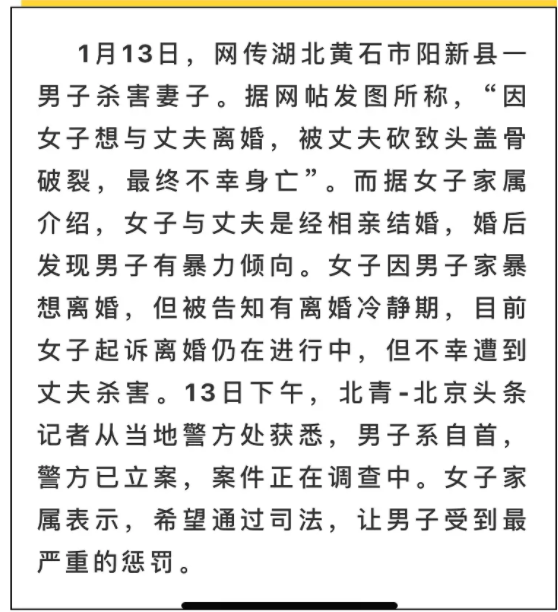 1月13日，网传湖北黄石市阳新县一
男子杀害妻子。据网帖发图所称，“因
女子想与丈夫离婚，被丈夫砍致头盖骨
破裂，最终不幸身亡”。而据女子家属
介绍，女子与丈夫是经相亲结婚，婚后
发现男子有暴力倾向。女子因男子家暴
想离婚，但被告知有离婚冷静期，目前
女子起诉离婚仍在进行中，但不幸遭到
丈夫杀害。13日下午，北青-北京头条
记者从当地警方处获悉，男子系自首，
警方已立案，案件正在调查中。女子家
属表示，希望通过司法，让男子受到最
严重的惩罚。